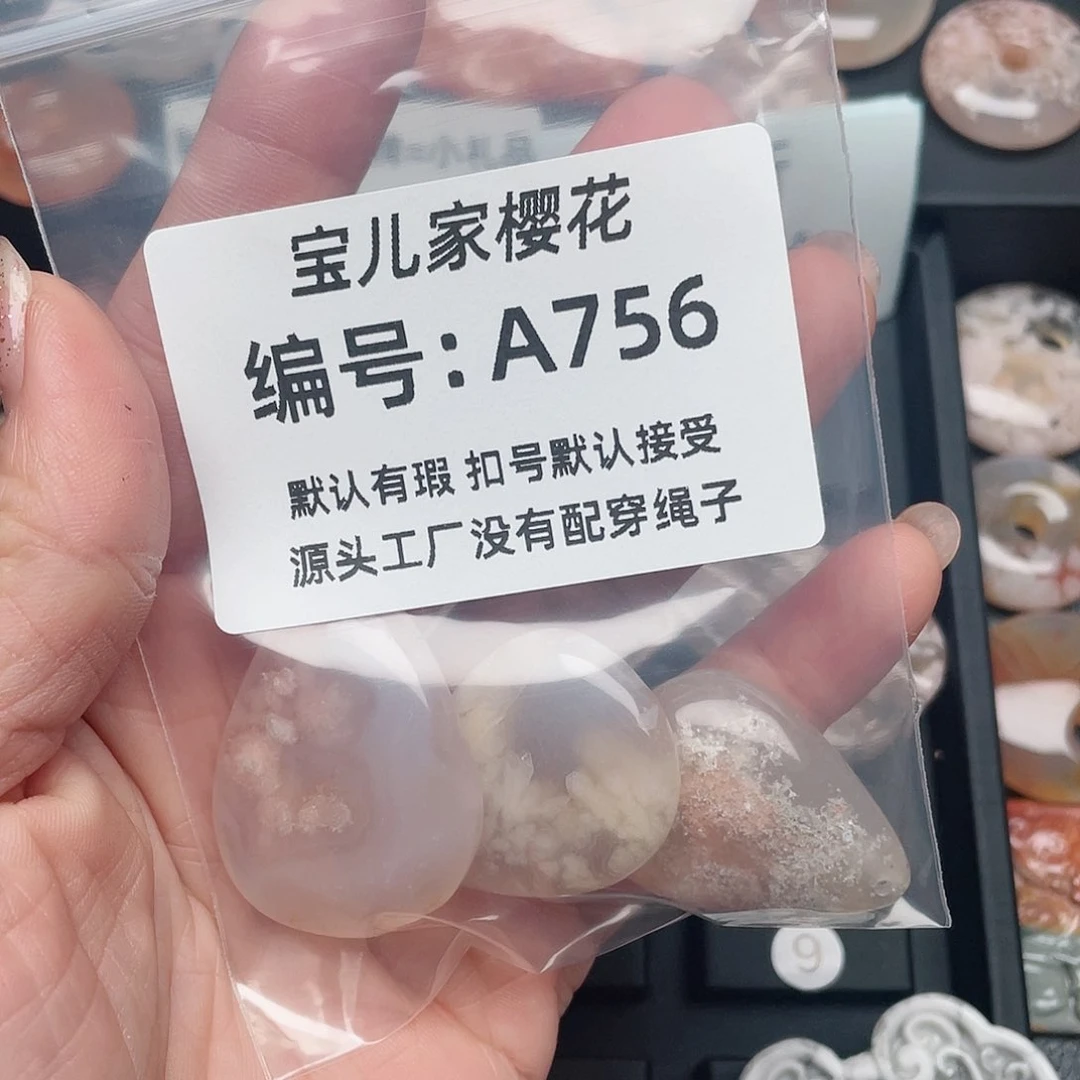 宝儿家樱花
编号:A756
默认有瑕 扣号默认接受
源头工厂没有配穿绳子
9